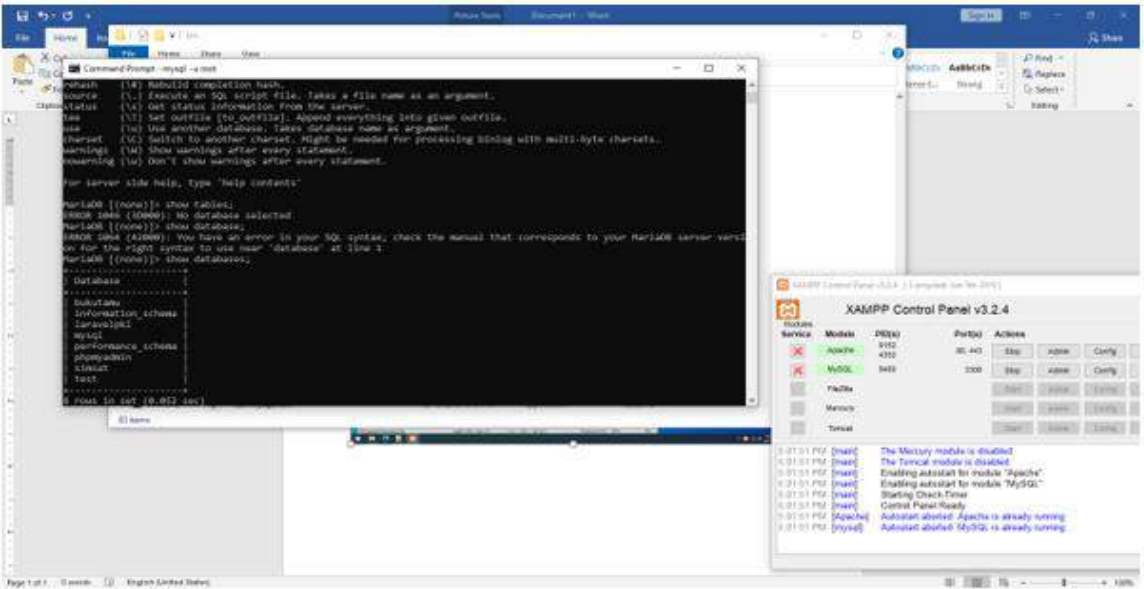 Picture Tools Document1 - Word
Sign in
File Home
Share
File Home Share View
Paste
Find
Replace
Select
Editing
AaBbCcDc
Strong
Command Prompt - mysql -u root
rehash (\#) Rebuild completion hash.
source (\.) Execute an SQL script file. Takes a file name as an argument.
status (\s) Get status information from the server.
tee (\T) Set outfile [to_outfile]. Append everything into given outfile.
use (\u) Use another database. Takes database name as argument.
charset (\C) Switch to another charset. Might be needed for processing binlog with multi-byte charsets.
warnings (\W) Show warnings after every statement.
nowarning (\w) Don't show warnings after every statement.
For server side help, type 'help contents'
MariaDB [(none)]> show tables;
ERROR 1046 (3D000): No database selected
MariaDB [(none)]> show database;
ERROR 1064 (42000): You have an error in your SQL syntax; check the manual that corresponds to your MariaDB server versi
on for the right syntax to use near 'database' at line 1
MariaDB [(none)]> show databases;
| Database |
| bukutamu |
| information_schema |
| laravelpkl |
| mysql |
| performance_schema |
| phpmyadmin |
| simsat |
| test |
8 rows in set (0.052 sec)
XAMPP Control Panel v3.2.4
Modules
Service Module PID(s) Port(s) Actions
Apache 80, 443 Stop Admin Config
MySQL 3306 Stop Admin Config
FileZilla Start Admin Config
Mercury Start Admin Config
Tomcat Start Admin Config
[main] The Mercury module is disabled
[main] The Tomcat module is disabled
[main] Enabling autostart for module "Apache"
[main] Enabling autostart for module "MySQL"
[main] Starting Check-Timer
[main] Control Panel Ready
[Apache] Autostart aborted: Apache is already running
[mysql] Autostart aborted: MySQL is already running
Page 1 of 1 0 words English (United States)
100%